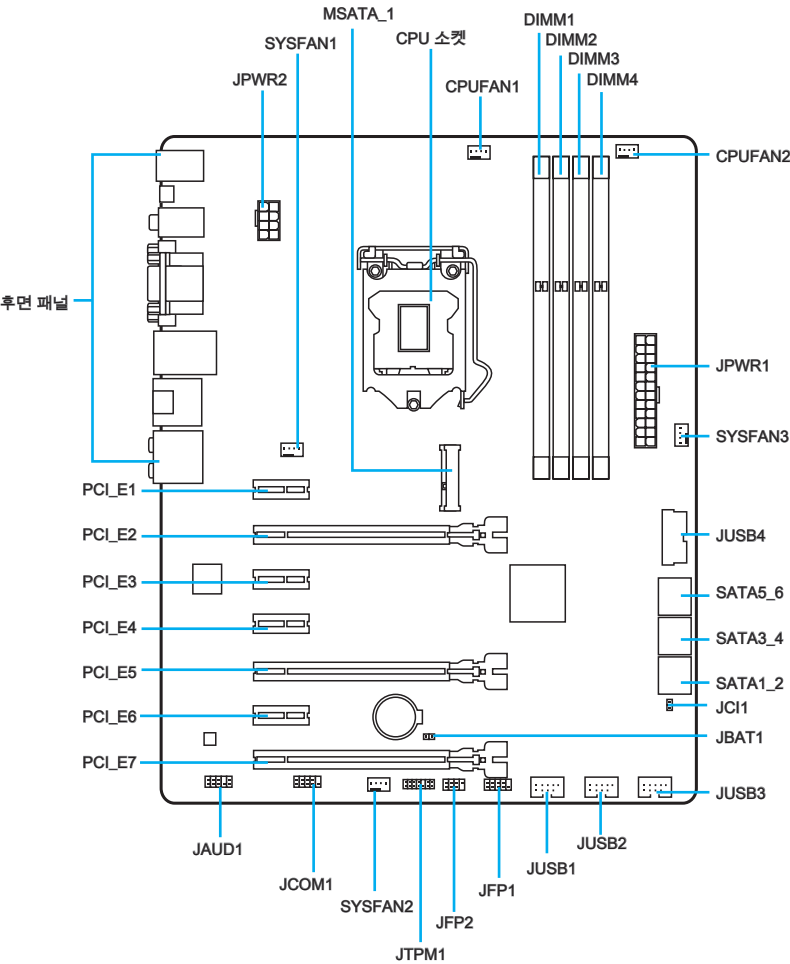 MSATA_1
DIMM1
SYSFAN1
CPU 소켓
DIMM2
DIMM3
JPWR2
CPUFAN1
DIMM4
CPUFAN2
후면 패널
JPWR1
SYSFAN3
PCI_E1
PCI_E2
JUSB4
PCI_E3
SATA5_6
PCI_E4
SATA3_4
PCI_E5
SATA1_2
JCI1
PCI_E6
JBAT1
PCI_E7
JUSB3
JAUD1
JUSB2
JUSB1
JCOM1
JFP1
SYSFAN2
JFP2
JTPM1